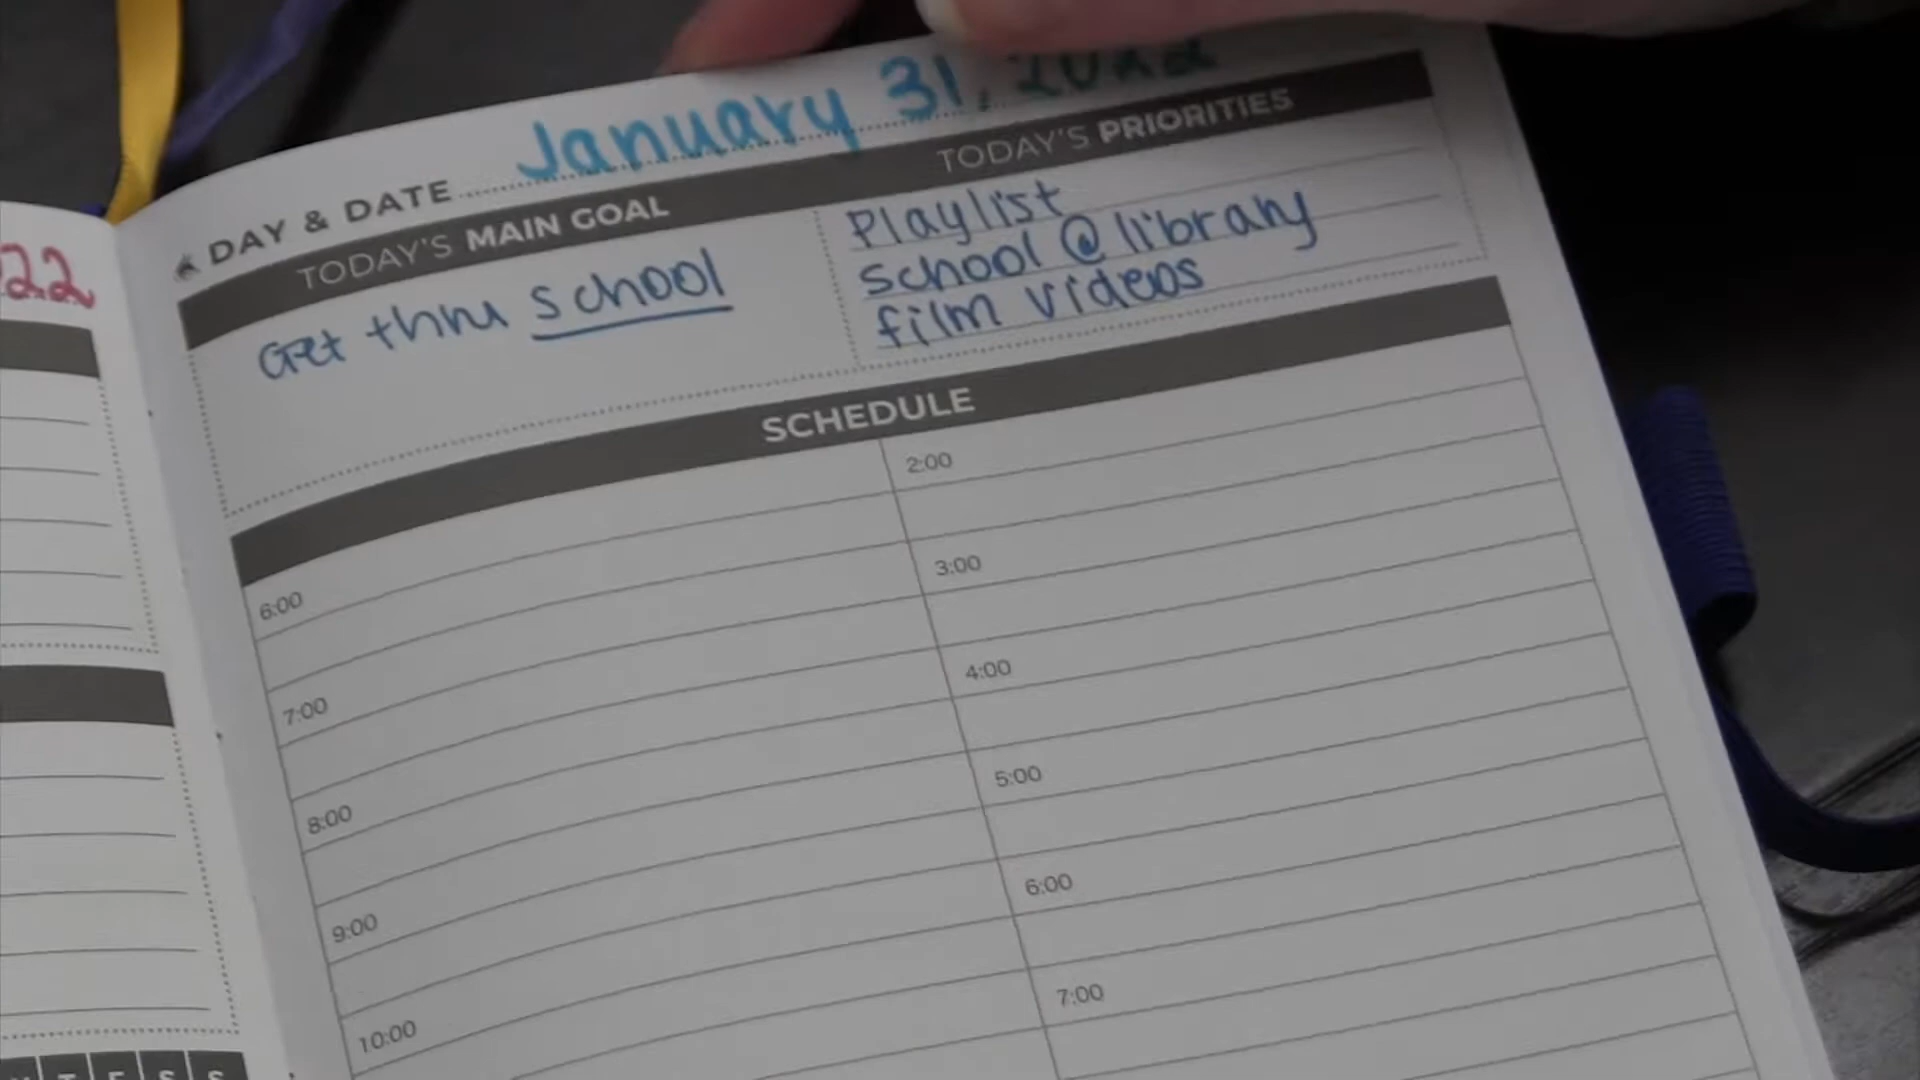 22
DAY & DATE January 31, 2022
TODAY'S MAIN GOAL
TODAY'S PRIORITIES
Get thru school
Playlist
school @ library
film videos
SCHEDULE
6:00
7:00
8:00
9:00
10:00
2:00
3:00
4:00
5:00
6:00
7:00
T F S S